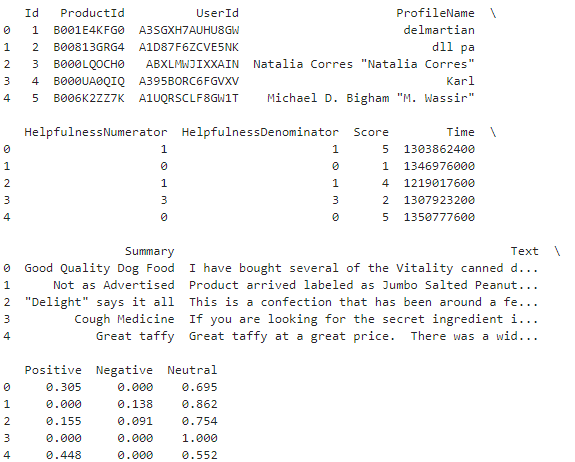 Id ProductId UserId ProfileName \
0 1 B001E4KFG0 A3SGXH7AUHU8GW delmartian
1 2 B00813GRG4 A1D87F6ZCVE5NK dll pa
2 3 B000LQOCH0 ABXLMWJIXXAIN Natalia Corres "Natalia Corres"
3 4 B000UA0QIQ A395BORC6FGVXV Karl
4 5 B006K2ZZ7K A1UQRSCLF8GW1T Michael D. Bigham "M. Wassir"
HelpfulnessNumerator HelpfulnessDenominator Score Time \
0 1 1 5 1303862400
1 0 0 1 1346976000
2 1 1 4 1219017600
3 3 3 2 1307923200
4 0 0 5 1350777600
Summary Text \
0 Good Quality Dog Food I have bought several of the Vitality canned d...
1 Not as Advertised Product arrived labeled as Jumbo Salted Peanut...
2 "Delight" says it all This is a confection that has been around a fe...
3 Cough Medicine If you are looking for the secret ingredient i...
4 Great taffy Great taffy at a great price. There was a wid...
Positive Negative Neutral
0 0.305 0.000 0.695
1 0.000 0.138 0.862
2 0.155 0.091 0.754
3 0.000 0.000 1.000
4 0.448 0.000 0.552